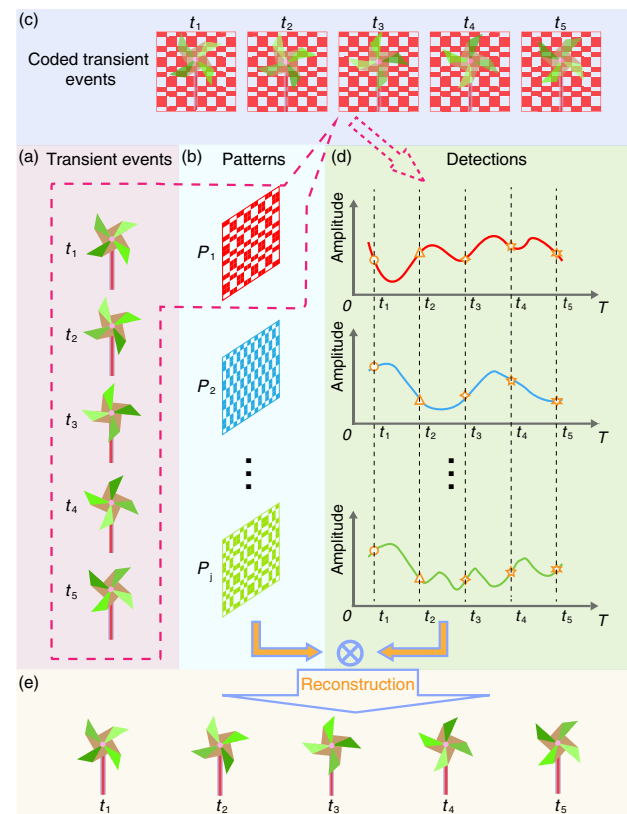 (c) t1 t2 t3 t4 t5
Coded transient
events
(a) Transient events
(b) Patterns
(d) Detections
t1
t2
t3
t4
t5
P1
P2
Pj
Amplitude
0 t1 t2 t3 t4 t5 T
Amplitude
0 t1 t2 t3 t4 t5 T
Amplitude
0 t1 t2 t3 t4 t5 T
(e)
Reconstruction
t1 t2 t3 t4 t5